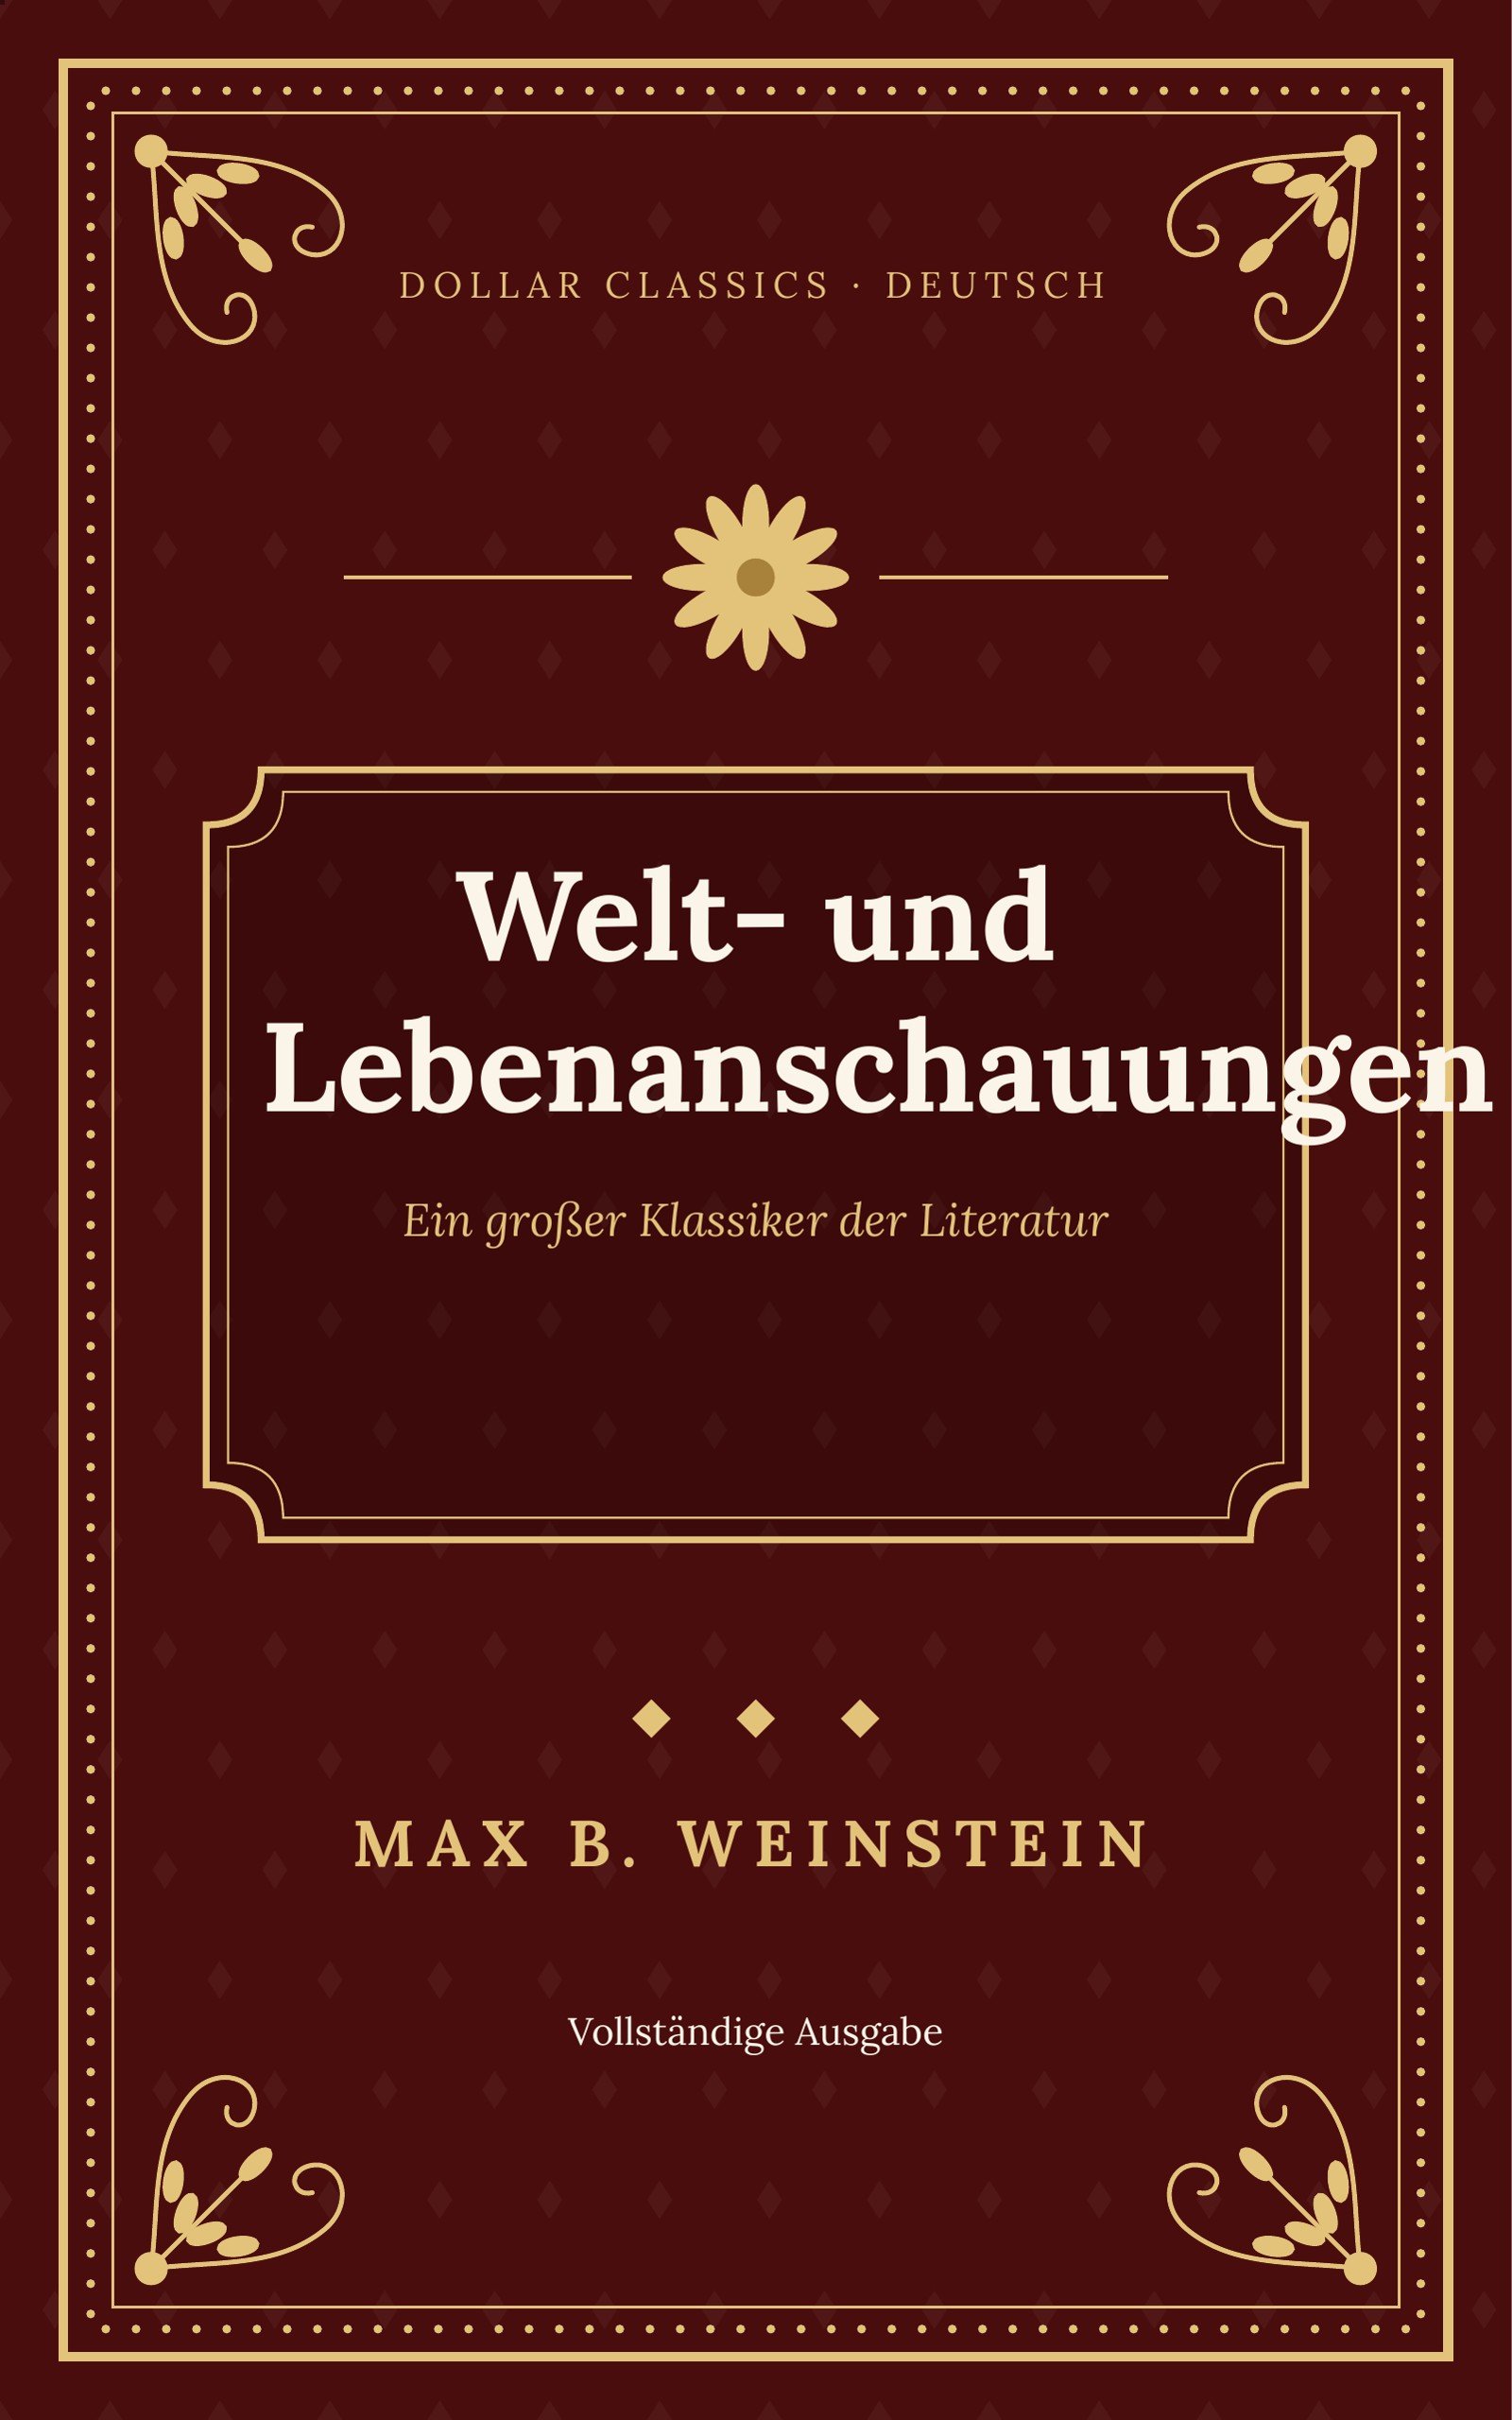 DOLLAR CLASSICS · DEUTSCH
Welt- und
Lebenanschauungen
Ein großer Klassiker der Literatur
MAX B. WEINSTEIN
Vollständige Ausgabe